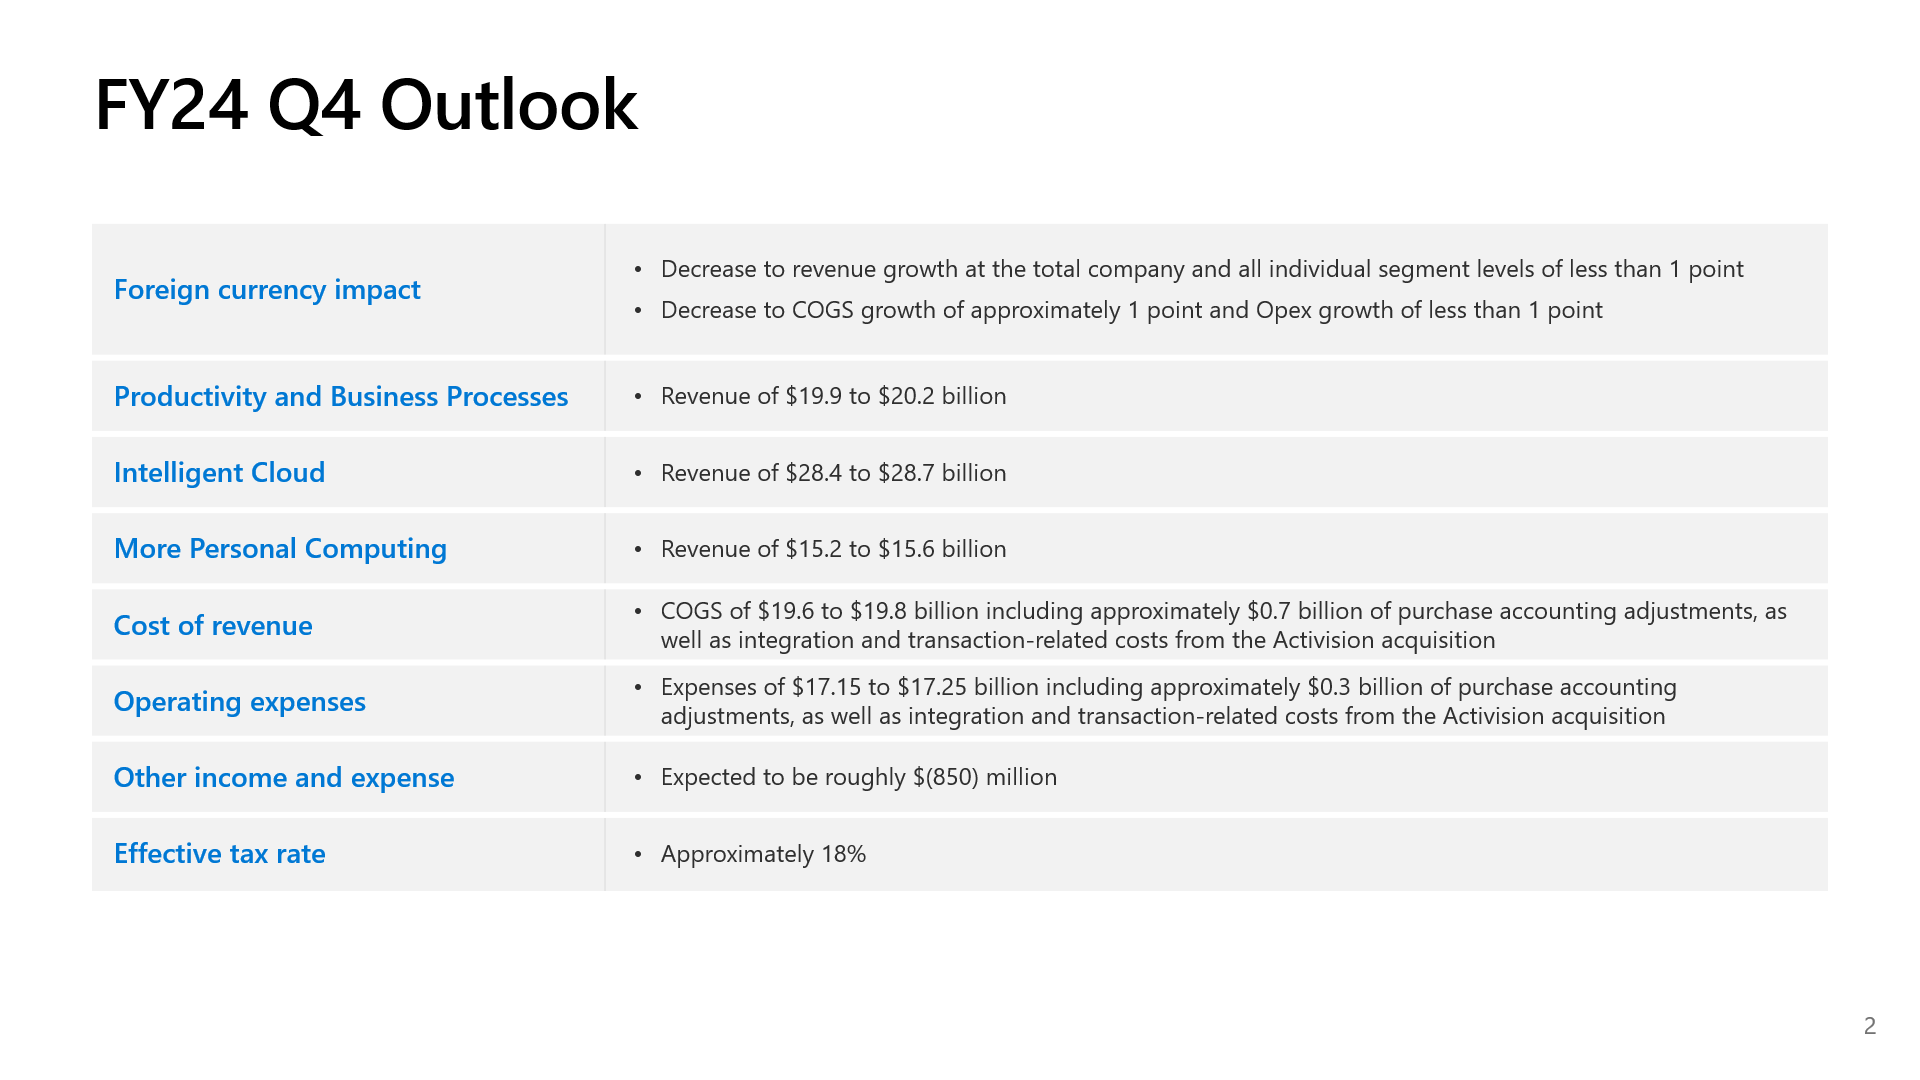 FY24 Q4 Outlook
Foreign currency impact
• Decrease to revenue growth at the total company and all individual segment levels of less than 1 point
• Decrease to COGS growth of approximately 1 point and Opex growth of less than 1 point
Productivity and Business Processes
• Revenue of $19.9 to $20.2 billion
Intelligent Cloud
• Revenue of $28.4 to $28.7 billion
More Personal Computing
• Revenue of $15.2 to $15.6 billion
Cost of revenue
• COGS of $19.6 to $19.8 billion including approximately $0.7 billion of purchase accounting adjustments, as
well as integration and transaction-related costs from the Activision acquisition
Operating expenses
• Expenses of $17.15 to $17.25 billion including approximately $0.3 billion of purchase accounting
adjustments, as well as integration and transaction-related costs from the Activision acquisition
Other income and expense
• Expected to be roughly $(850) million
Effective tax rate
• Approximately 18%
2